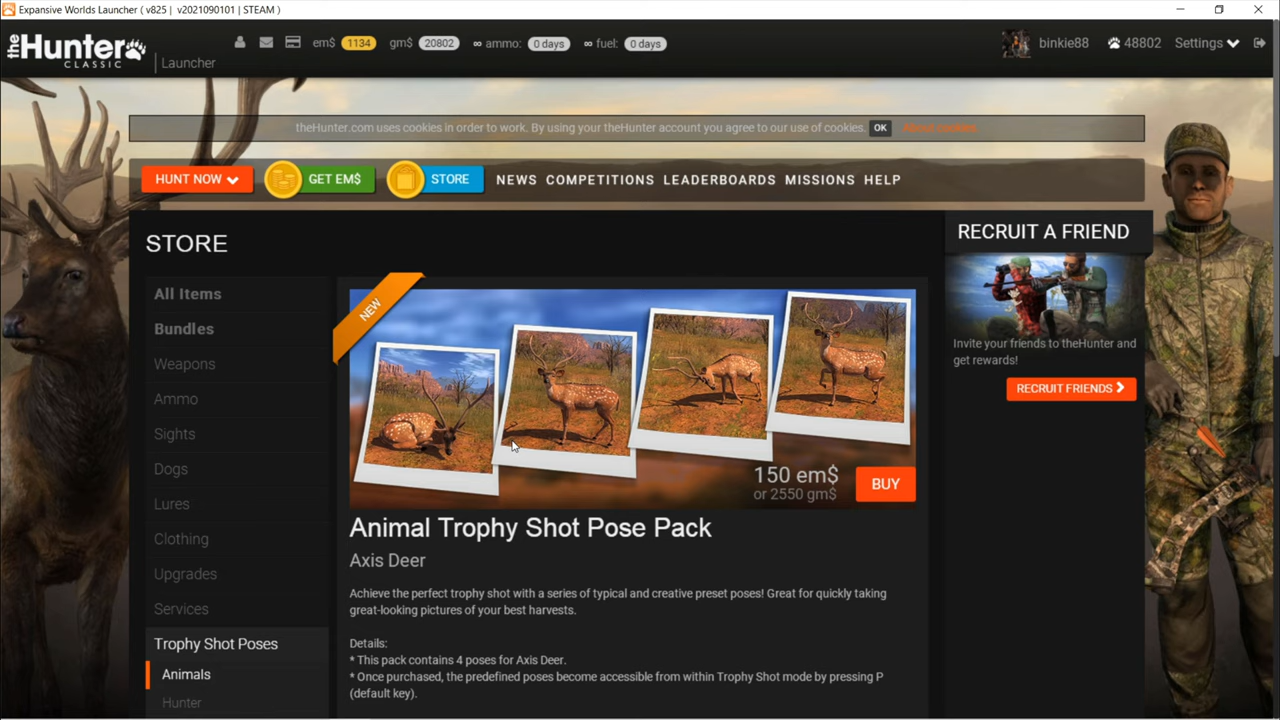 Expansive Worlds Launcher ( v825 | v2021090101 | STEAM )
theHunter
CLASSIC
Launcher
em$ 1134 gm$ 20802 ∞ ammo: 0 days ∞ fuel: 0 days
binkie88 48802 Settings
theHunter.com uses cookies in order to work. By using your theHunter account you agree to our use of cookies. OK About cookies
HUNT NOW GET EM$ STORE NEWS COMPETITIONS LEADERBOARDS MISSIONS HELP
STORE
All Items
Bundles
Weapons
Ammo
Sights
Dogs
Lures
Clothing
Upgrades
Services
Trophy Shot Poses
Animals
Hunter
NEW
150 em$
or 2550 gm$
BUY
Animal Trophy Shot Pose Pack
Axis Deer
Achieve the perfect trophy shot with a series of typical and creative preset poses! Great for quickly taking
great-looking pictures of your best harvests.
Details:
* This pack contains 4 poses for Axis Deer.
* Once purchased, the predefined poses become accessible from within Trophy Shot mode by pressing P
(default key).
RECRUIT A FRIEND
Invite your friends to theHunter and
get rewards!
RECRUIT FRIENDS